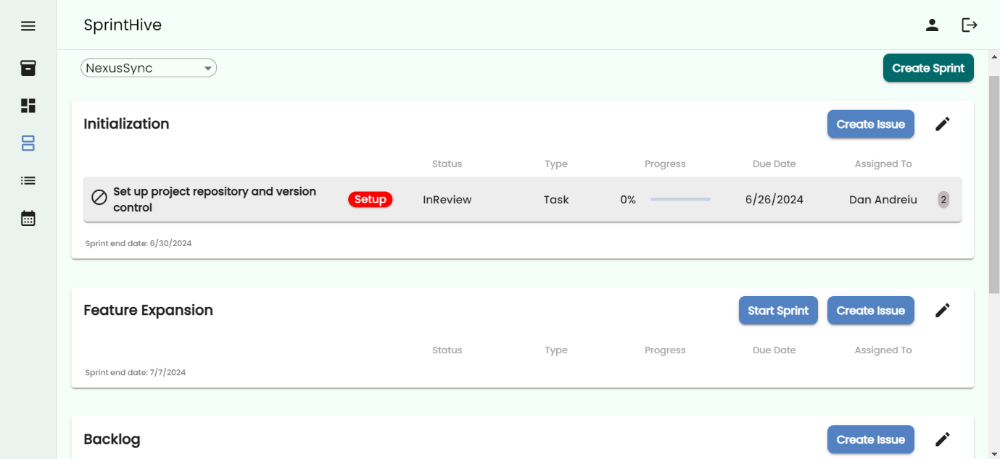 SprintHive
NexusSync
Create Sprint
Initialization
Create Issue
Status Type Progress Due Date Assigned To
Set up project repository and version
control
Setup InReview Task 0% 6/26/2024 Dan Andreiu 2
Sprint end date: 6/30/2024
Feature Expansion
Start Sprint Create Issue
Status Type Progress Due Date Assigned To
Sprint end date: 7/7/2024
Backlog
Create Issue